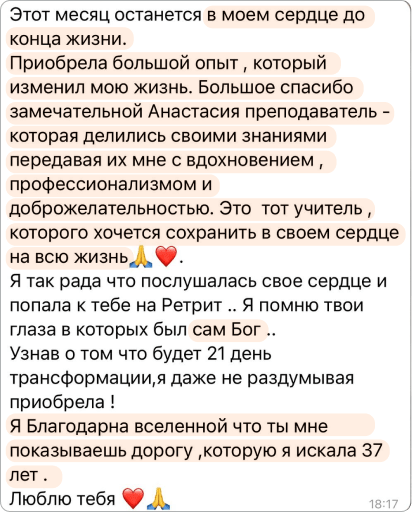 Этот месяц останется в моем сердце до
конца жизни.
Приобрела большой опыт , который
изменил мою жизнь. Большое спасибо
замечательной Анастасия преподаватель -
которая делились своими знаниями
передавая их мне с вдохновением ,
профессионализмом и
доброжелательностью. Это  тот учитель ,
которого хочется сохранить в своем сердце
на всю жизнь🙏❤️.
Я так рада что послушалась свое сердце и
попала к тебе на Ретрит .. Я помню твои
глаза в которых был сам Бог ..
Узнав о том что будет 21 день
трансформации,я даже не раздумывая
приобрела !
Я Благодарна вселенной что ты мне
показываешь дорогу ,которую я искала 37
лет .
Люблю тебя ❤️🙏
18:17